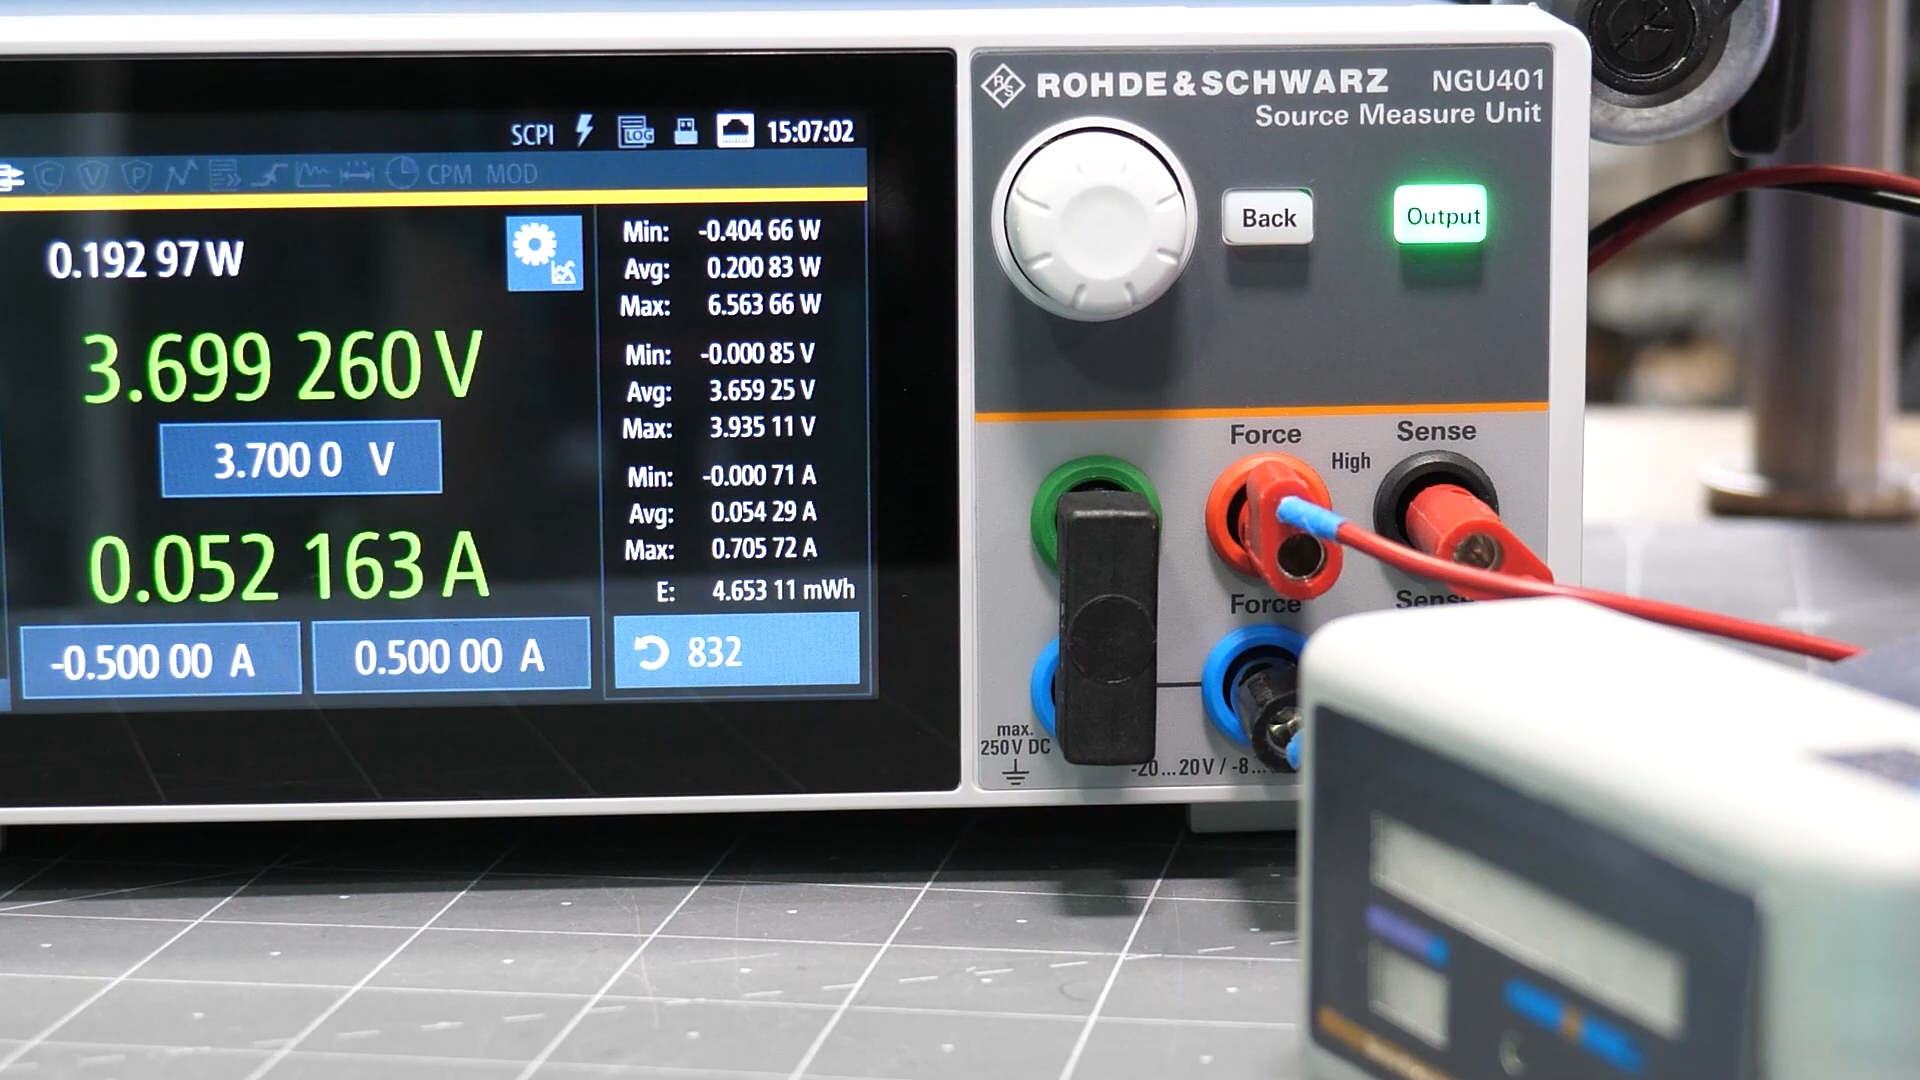 SCPI LOG 15:07:02
C V P CPM MOD
0.192 97 W
3.699 260 V
3.700 0 V
0.052 163 A
-0.500 00 A 0.500 00 A
Min: -0.404 66 W
Avg: 0.200 83 W
Max: 6.563 66 W
Min: -0.000 85 V
Avg: 3.659 25 V
Max: 3.935 11 V
Min: -0.000 71 A
Avg: 0.054 29 A
Max: 0.705 72 A
E: 4.653 11 mWh
832
R S ROHDE&SCHWARZ NGU401
Source Measure Unit
Back Output
Force High Sense
Force Sense
max.
250 V DC
-20...20 V / -8...